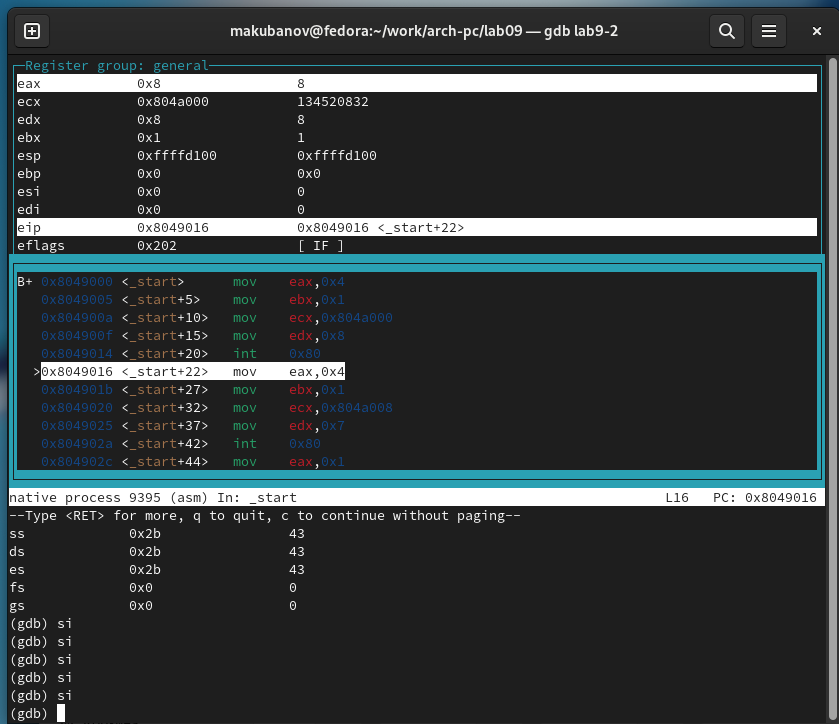 makubanov@fedora:~/work/arch-pc/lab09 — gdb lab9-2
Register group: general
eax            0x8                 8
ecx            0x804a000           134520832
edx            0x8                 8
ebx            0x1                 1
esp            0xffffd100          0xffffd100
ebp            0x0                 0x0
esi            0x0                 0
edi            0x0                 0
eip            0x8049016           0x8049016 <_start+22>
eflags         0x202               [ IF ]
B+ 0x8049000 <_start>      mov    eax,0x4
0x8049005 <_start+5>    mov    ebx,0x1
0x804900a <_start+10>   mov    ecx,0x804a000
0x804900f <_start+15>   mov    edx,0x8
0x8049014 <_start+20>   int    0x80
>0x8049016 <_start+22>   mov    eax,0x4
0x804901b <_start+27>   mov    ebx,0x1
0x8049020 <_start+32>   mov    ecx,0x804a008
0x8049025 <_start+37>   mov    edx,0x7
0x804902a <_start+42>   int    0x80
0x804902c <_start+44>   mov    eax,0x1
native process 9395 (asm) In: _start                                              L16   PC: 0x8049016
--Type <RET> for more, q to quit, c to continue without paging--
ss             0x2b                43
ds             0x2b                43
es             0x2b                43
fs             0x0                 0
gs             0x0                 0
(gdb) si
(gdb) si
(gdb) si
(gdb) si
(gdb) si
(gdb)